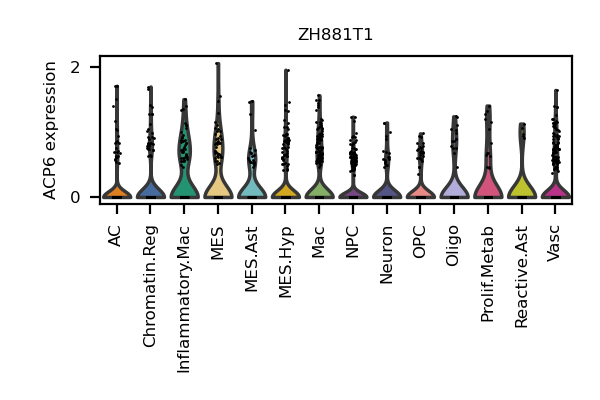 ZH881T1
ACP6 expression
2
0
AC
Chromatin.Reg
Inflammatory.Mac
MES
MES.Ast
MES.Hyp
Mac
NPC
Neuron
OPC
Oligo
Prolif.Metab
Reactive.Ast
Vasc